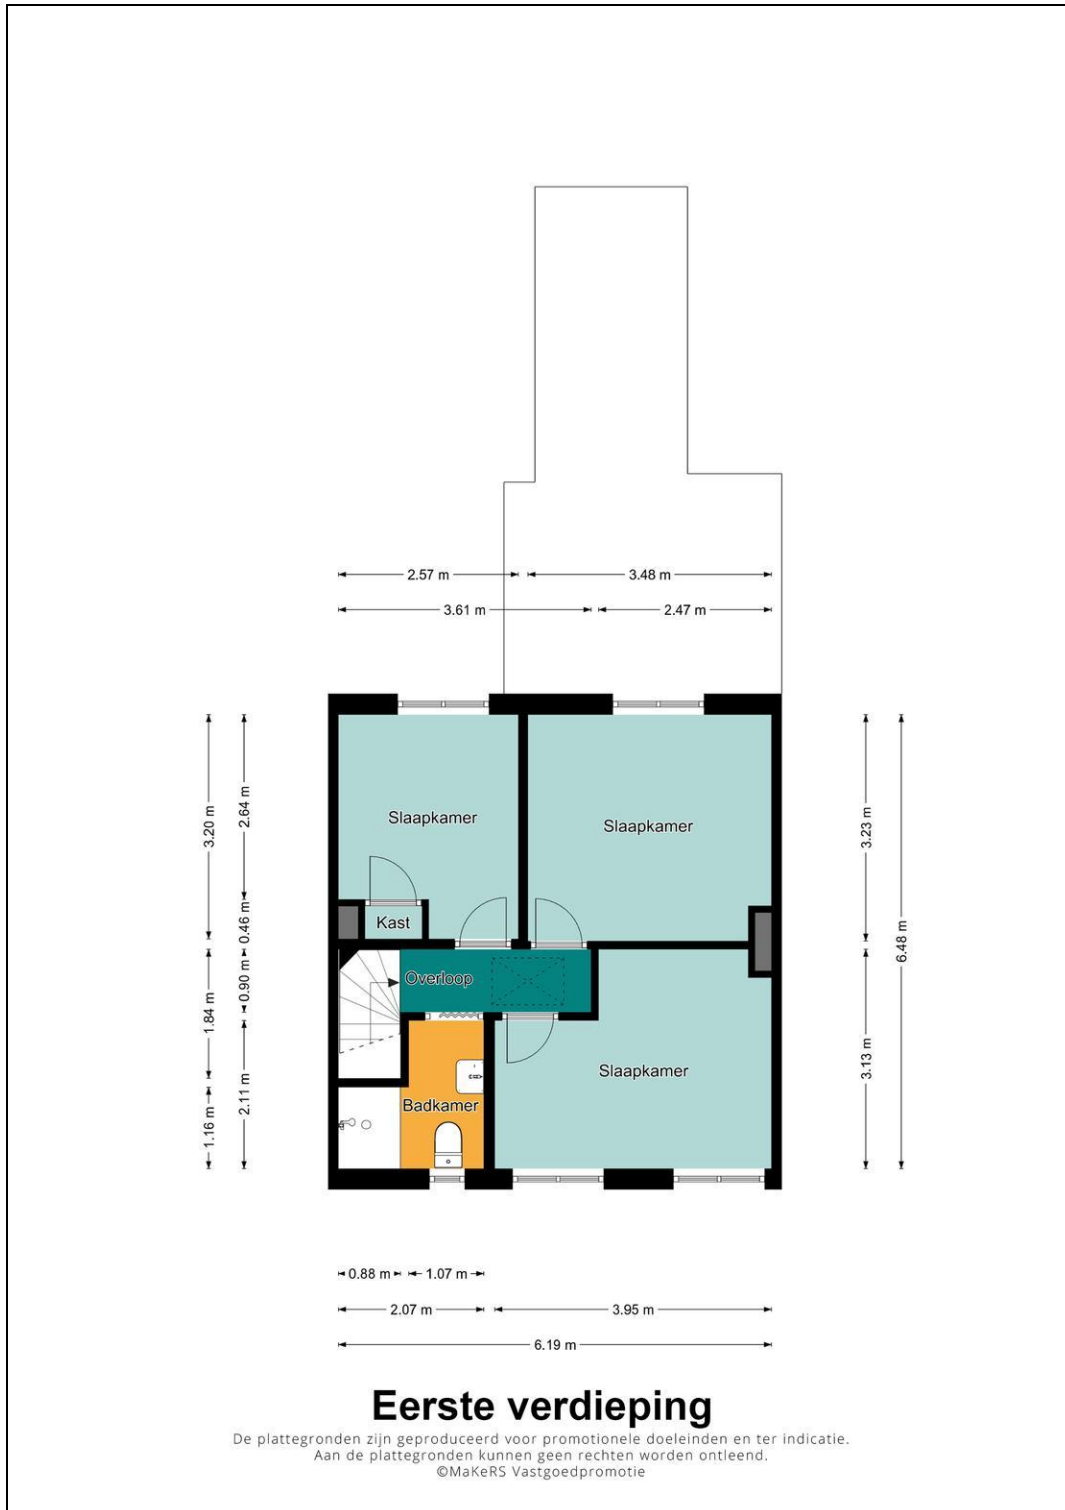 2.57 m
3.48 m
3.61 m
2.47 m
3.20 m
2.64 m
0.46 m
0.90 m
1.84 m
2.11 m
1.16 m
3.23 m
6.48 m
3.13 m
Slaapkamer
Slaapkamer
Kast
Overloop
Slaapkamer
Badkamer
0.88 m
1.07 m
2.07 m
3.95 m
6.19 m
Eerste verdieping
De plattegronden zijn geproduceerd voor promotionele doeleinden en ter indicatie.
Aan de plattegronden kunnen geen rechten worden ontleend.
©MaKeRS Vastgoedpromotie